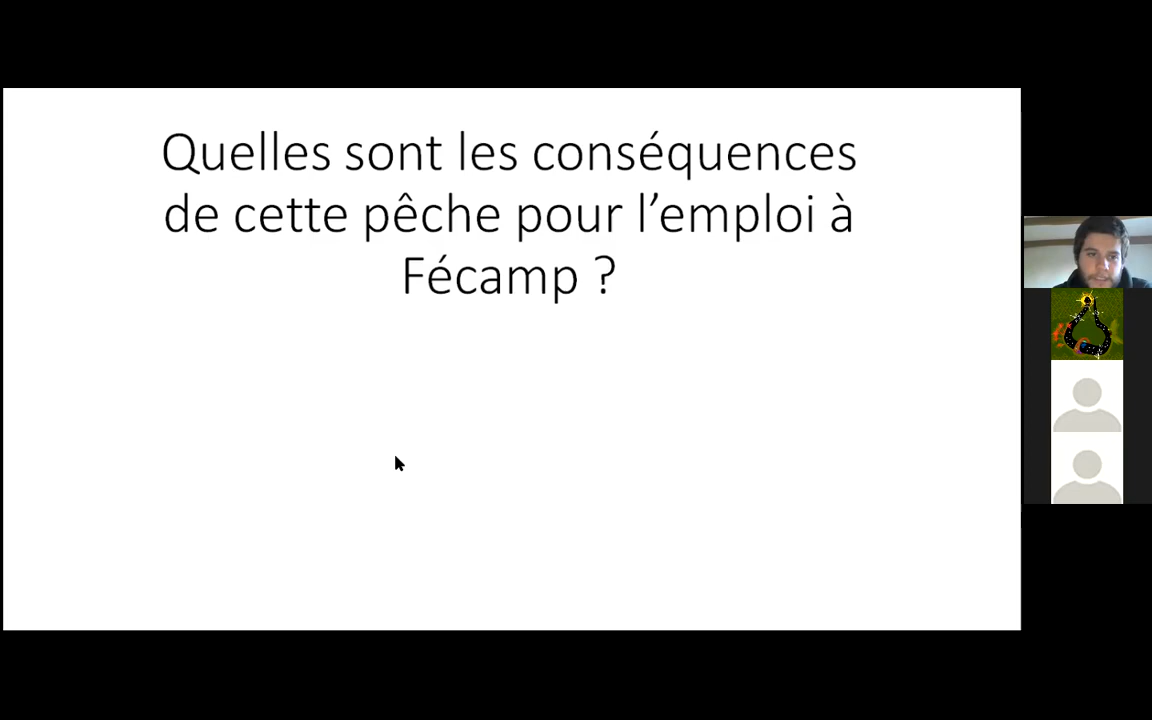 Quelles sont les conséquences
de cette pêche pour l’emploi à
Fécamp ?